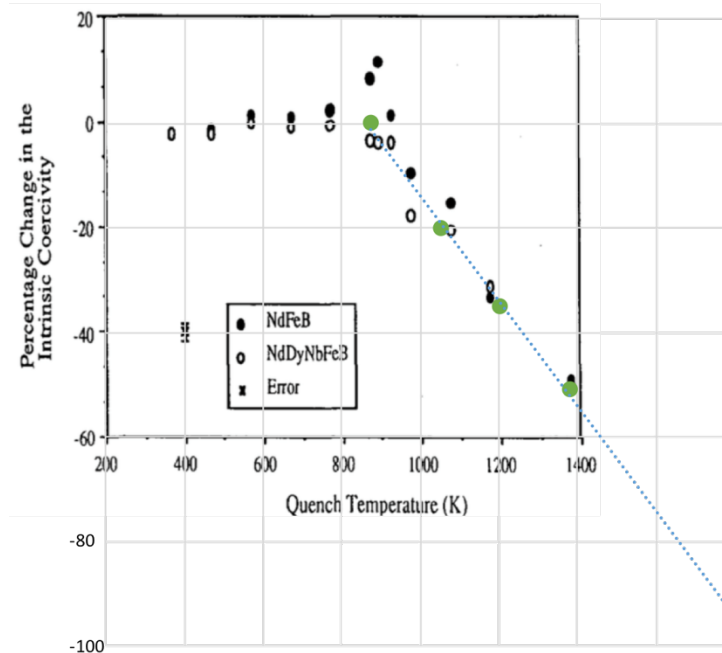 20
0
-20
-40
-60
-80
-100
Percentage Change in the
Intrinsic Coercivity
NdFeB
NdDyNbFeB
Error
200 400 600 800 1000 1200 1400
Quench Temperature (K)